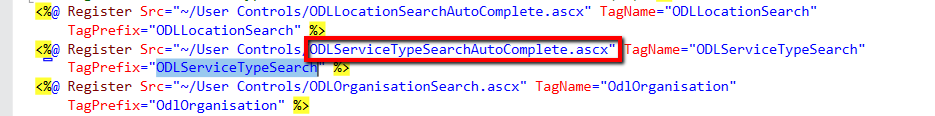 <%@ Register Src="~/User Controls/ODLLocationSearchAutoComplete.ascx" TagName="ODLLocationSearch"
TagPrefix="ODLLocationSearch" %>
<%@ Register Src="~/User Controls/ODLServiceTypeSearchAutoComplete.ascx" TagName="ODLServiceTypeSearch"
TagPrefix="ODLServiceTypeSearch" %>
<%@ Register Src="~/User Controls/ODLOrganisationSearch.ascx" TagName="OdlOrganisation"
TagPrefix="OdlOrganisation" %>